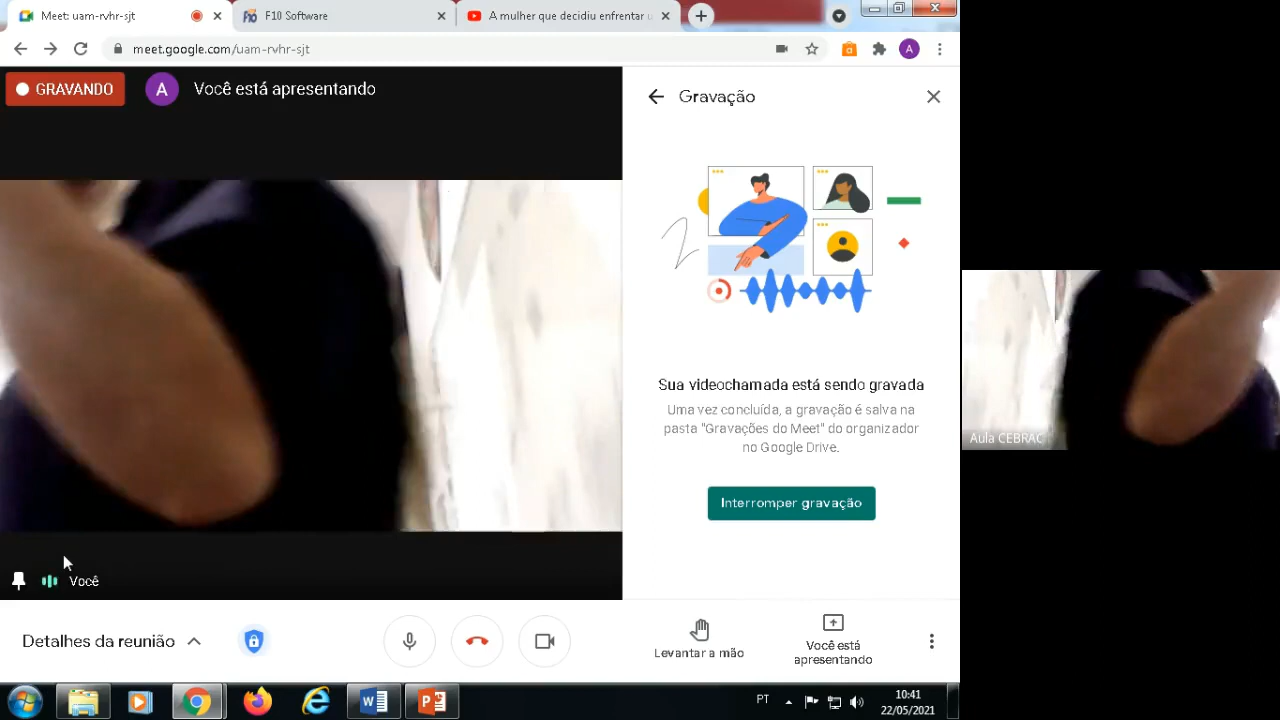 Meet: uam-rvhr-sjt
F10 Software
A mulher que decidiu enfrentar u
meet.google.com/uam-rvhr-sjt
A
GRAVANDO
A
Você está apresentando
Gravação
Sua videochamada está sendo gravada
Uma vez concluída, a gravação é salva na
pasta "Gravações do Meet" do organizador
no Google Drive.
Interromper gravação
Aula CEBRAC
Você
Detalhes da reunião
Levantar a mão
Você está
apresentando
PT
10:41
22/05/2021